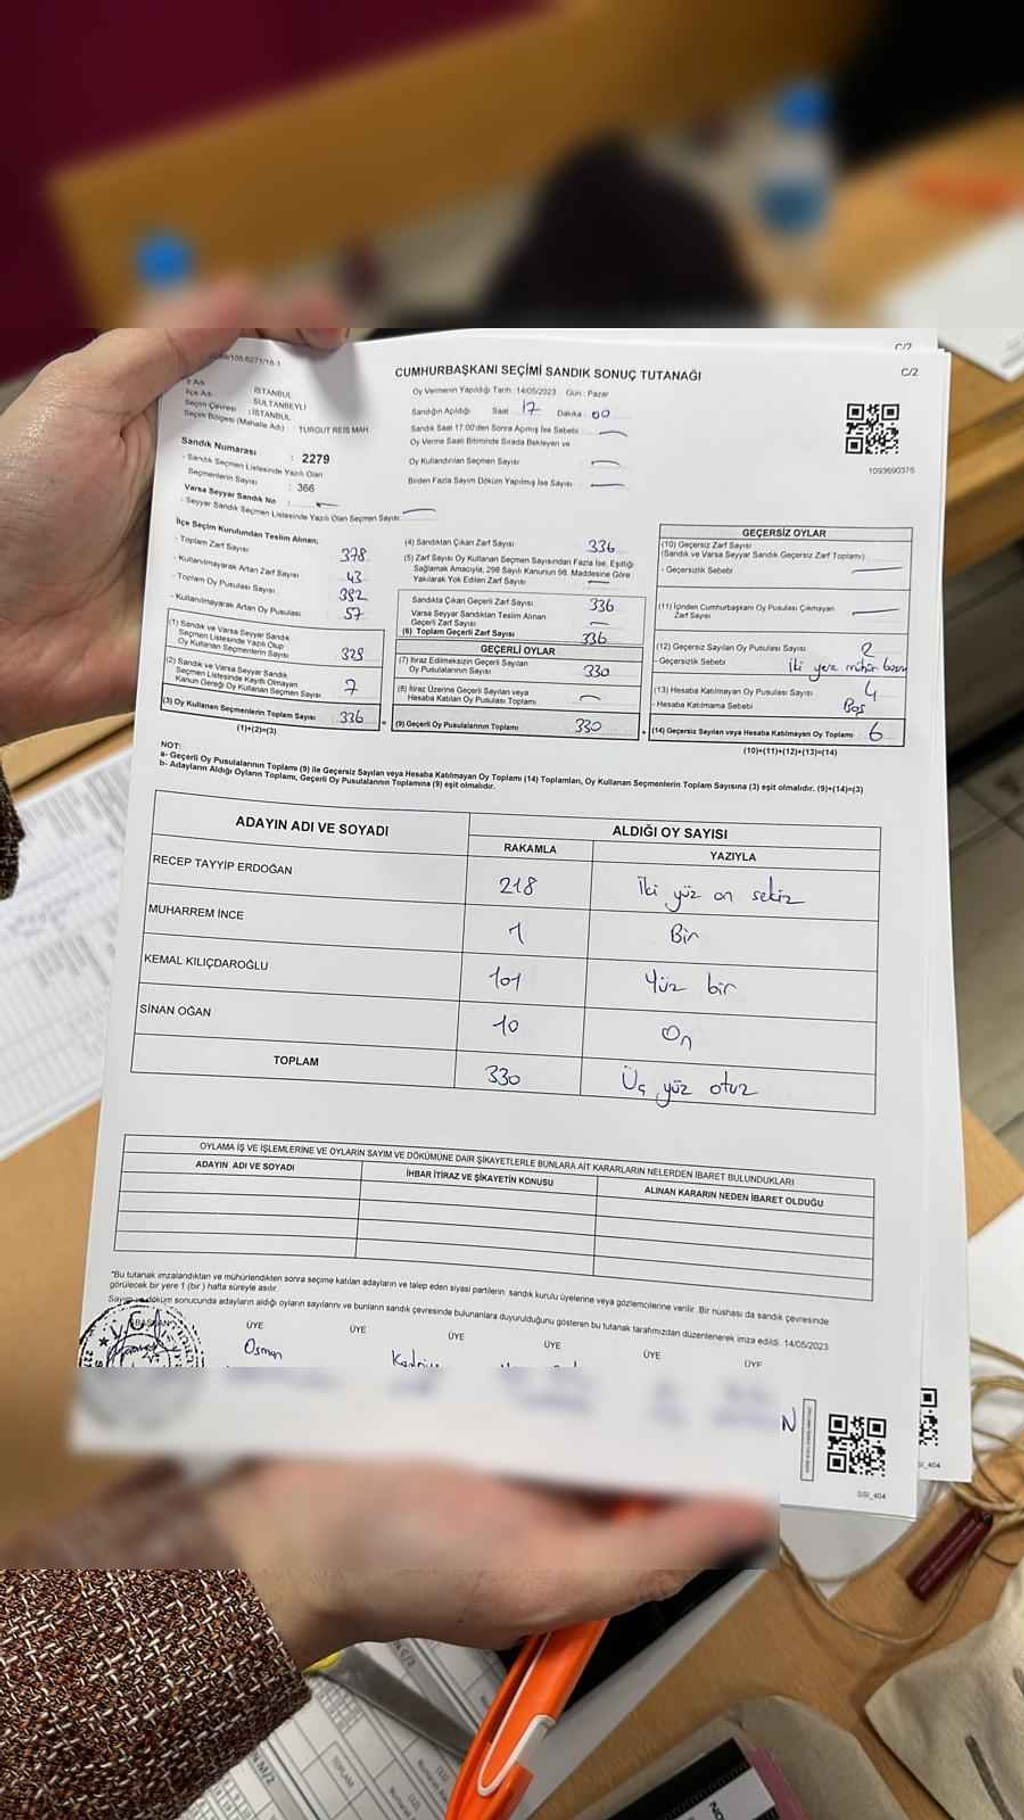 C/2
C/2
CUMHURBAŞKANI SEÇİMİ SANDIK SONUÇ TUTANAĞI
Oy Vermenin Yapıldığı Tarih : 14/05/2023 Gün : Pazar
İl Adı : İSTANBUL
İlçe Adı : SULTANBEYLİ
Seçim Çevresi : İSTANBUL
Seçim Bölgesi (Mahalle Adı) : TURGUT REİS MAH.
Sandığın Açıldığı Saat 17 Dakika 00
Sandık Saat 17:00'den Sonra Açılmış İse Sebebi
Oy Verme Saati Bitiminde Sırada Bekleyen ve
Oy Kullandırılan Seçmen Sayısı
Birden Fazla Sayım Döküm Yapılmış İse Sayısı
1093690376
Sandık Numarası : 2279
- Sandık Seçmen Listesinde Yazılı Olan
Seçmenlerin Sayısı : 366
Varsa Seyyar Sandık No
- Seyyar Sandık Seçmen Listesinde Yazılı Olan Seçmen Sayısı
İlçe Seçim Kurulundan Teslim Alınan;
- Toplam Zarf Sayısı 378
- Kullanılmayarak Artan Zarf Sayısı 43
- Toplam Oy Pusulası Sayısı 382
- Kullanılmayarak Artan Oy Pusulası 57
(1) Sandık ve Varsa Seyyar Sandık
Seçmen Listesinde Yazılı Olup
Oy Kullanan Seçmenlerin Sayısı 329
(2) Sandık ve Varsa Seyyar Sandık
Seçmen Listesinde Kayıtlı Olmayan
Kanun Gereği Oy Kullanan Seçmen Sayısı 7
(3) Oy Kullanan Seçmenlerin Toplam Sayısı 336
(1)+(2)=(3)
(4) Sandıktan Çıkan Zarf Sayısı 336
(5) Zarf Sayısı Oy Kullanan Seçmen Sayısından Fazla İse, Eşitliği
Sağlamak Amacıyla, 298 Sayılı Kanunun 98. Maddesine Göre
Yakılarak Yok Edilen Zarf Sayısı
Sandıkta Çıkan Geçerli Zarf Sayısı 336
Varsa Seyyar Sandıktan Teslim Alınan
Geçerli Zarf Sayısı
(6) Toplam Geçerli Zarf Sayısı 336
GEÇERLİ OYLAR
(7) İtiraz Edilmeksizin Geçerli Sayılan
Oy Pusulalarının Sayısı 330
(8) İtiraz Üzerine Geçerli Sayılan veya
Hesaba Katılan Oy Pusulası Toplamı
= (9) Geçerli Oy Pusulalarının Toplamı 330
GEÇERSİZ OYLAR
(10) Geçersiz Zarf Sayısı
(Sandık ve Varsa Seyyar Sandık Geçersiz Zarf Toplamı)
- Geçersizlik Sebebi
(11) İçinden Cumhurbaşkanı Oy Pusulası Çıkmayan
Zarf Sayısı
(12) Geçersiz Sayılan Oy Pusulası Sayısı 2
- Geçersizlik Sebebi İki yere mühür
(13) Hesaba Katılmayan Oy Pusulası Sayısı 4
- Hesaba Katılmama Sebebi Boş
+ (14) Geçersiz Sayılan veya Hesaba Katılmayan Oy Toplamı 6
(10)+(11)+(12)+(13)=(14)
NOT:
a- Geçerli Oy Pusulalarının Toplamı (9) ile Geçersiz Sayılan veya Hesaba Katılmayan Oy Toplamı (14) Toplamları, Oy Kullanan Seçmenlerin Toplam Sayısına (3) eşit olmalıdır. (9)+(14)=(3)
b- Adayların Aldığı Oyların Toplamı, Geçerli Oy Pusulalarının Toplamına (9) eşit olmalıdır.
ADAYIN ADI VE SOYADI ALDIĞI OY SAYISI
RAKAMLA YAZIYLA
RECEP TAYYİP ERDOĞAN 218 İki yüz on sekiz
MUHARREM İNCE 1 Bir
KEMAL KILIÇDAROĞLU 101 Yüz bir
SİNAN OĞAN 10 On
TOPLAM 330 Üç yüz otuz
OYLAMA İŞ VE İŞLEMLERİNE VE OYLARIN SAYIM VE DÖKÜMÜNE DAİR ŞİKAYETLERLE BUNLARA AİT KARARLARIN NELERDEN İBARET BULUNDUKLARI
ADAYIN ADI VE SOYADI İHBAR İTİRAZ VE ŞİKAYETİN KONUSU ALINAN KARARIN NEDEN İBARET OLDUĞU
"Bu tutanak imzalandıktan ve mühürlendikten sonra seçime katılan adayların ve talep eden siyasi partilerin sandık kurulu üyelerine veya gözlemcilerine verilir. Bir nüshası da sandık çevresinde
görülecek bir yere 1 (bir) hafta süreyle asılır.
Sayım ve döküm sonucunda adayların aldığı oyların sayılarını ve bunların sandık çevresinde bulunanlara duyurulduğunu gösteren bu tutanak tarafımızdan düzenlenerek imza edildi. 14/05/2023
BAŞKAN ÜYE ÜYE ÜYE ÜYE ÜYE ÜYE
Osman
N
SSI_404